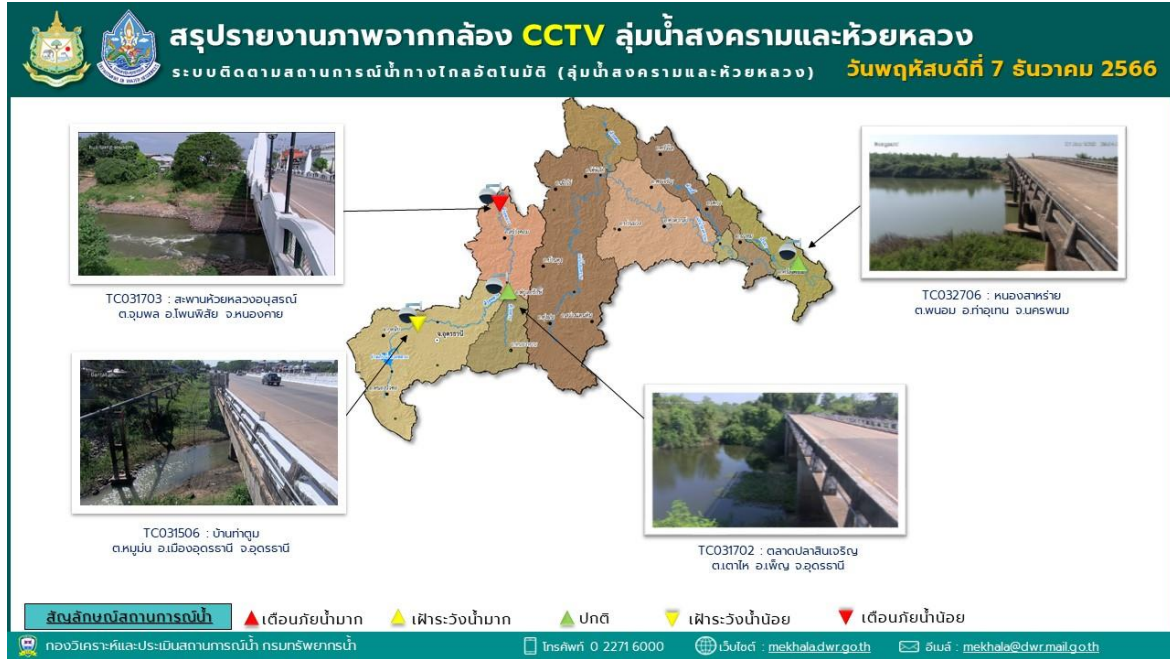 สรุปรายงานภาพจากกล้อง CCTV ลุ่มน้ำสงครามและห้วยหลวง
ระบบติดตามสถานการณ์น้ำทางไกลอัตโนมัติ (ลุ่มน้ำสงครามและห้วยหลวง)
วันพฤหัสบดีที่ 7 ธันวาคม 2566
TC031703 : สะพานห้วยหลวงอนุสรณ์
ต.จุมพล อ.โพนพิสัย จ.หนองคาย
TC032706 : หนองสาหร่าย
ต.พนอม อ.ท่าอุเทน จ.นครพนม
จ.อุดรธานี
TC031506 : บ้านท่าตูม
ต.หมูม่น อ.เมืองอุดรธานี จ.อุดรธานี
TC031702 : ตลาดปลาสินเจริญ
ต.เตาไห อ.เพ็ญ จ.อุดรธานี
สัญลักษณ์สถานการณ์น้ำ
เตือนภัยน้ำมาก
เฝ้าระวังน้ำมาก
ปกติ
เฝ้าระวังน้ำน้อย
เตือนภัยน้ำน้อย
กองวิเคราะห์และประเมินสถานการณ์น้ำ กรมทรัพยากรน้ำ
โทรศัพท์ 0 2271 6000
เว็บไซต์ : mekhala.dwr.go.th
อีเมล์ : mekhala@dwr.mail.go.th